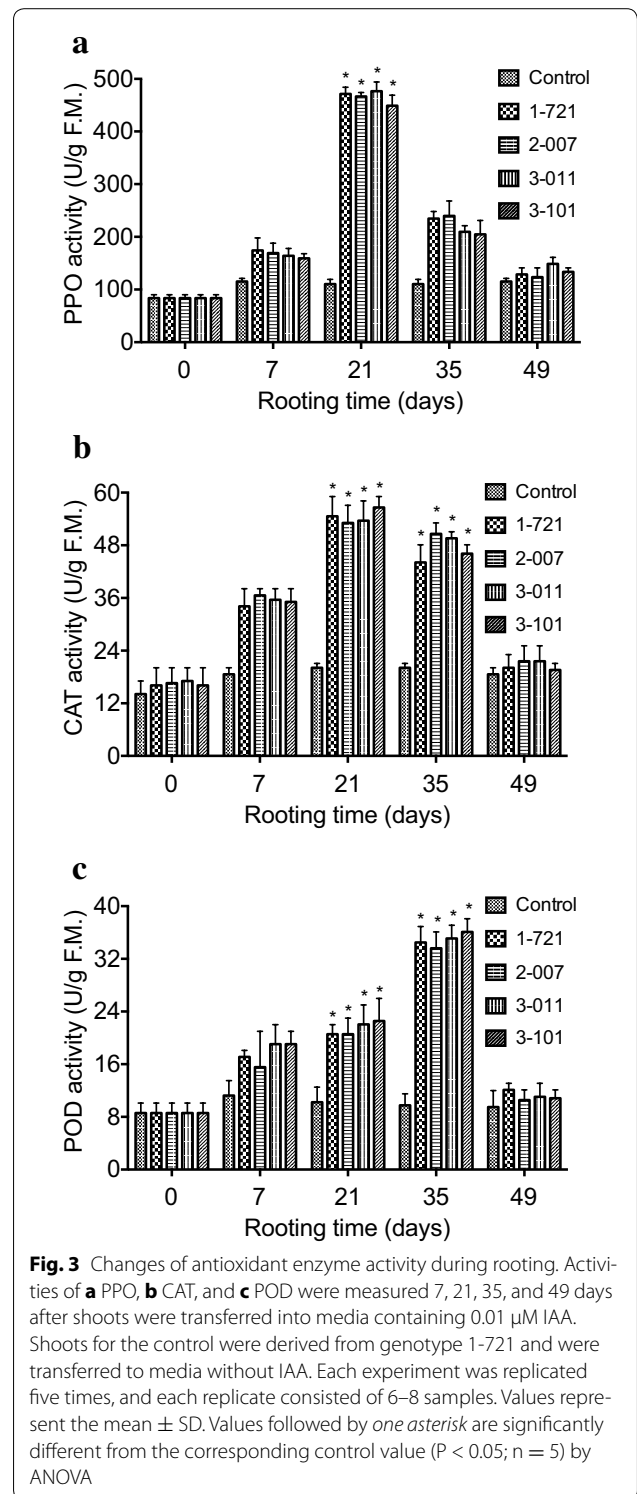 a
500
400
300
200
100
0
PPO activity (U/g F.M.)
* * * *
Control
1-721
2-007
3-011
3-101
0 7 21 35 49
Rooting time (days)
b
60
48
36
24
12
0
CAT activity (U/g F.M.)
* * * * * * * *
Control
1-721
2-007
3-011
3-101
0 7 21 35 49
Rooting time (days)
c
40
32
24
16
8
0
POD activity (U/g F.M.)
* * * * * * * *
Control
1-721
2-007
3-011
3-101
0 7 21 35 49
Rooting time (days)
Fig. 3 Changes of antioxidant enzyme activity during rooting. Activi-
ties of a PPO, b CAT, and c POD were measured 7, 21, 35, and 49 days
after shoots were transferred into media containing 0.01 μM IAA.
Shoots for the control were derived from genotype 1-721 and were
transferred to media without IAA. Each experiment was replicated
five times, and each replicate consisted of 6–8 samples. Values repre-
sent the mean ± SD. Values followed by one asterisk are significantly
different from the corresponding control value (P < 0.05; n = 5) by
ANOVA